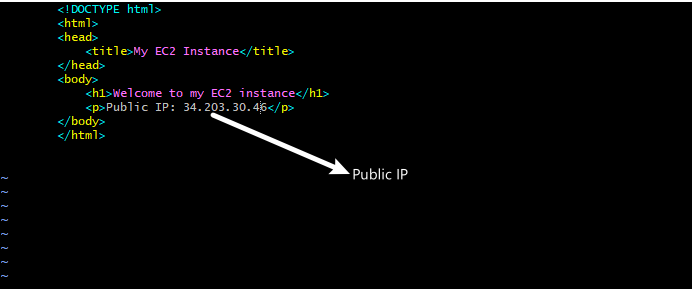 <!DOCTYPE html>
<html>
<head>
    <title>My EC2 Instance</title>
</head>
<body>
    <h1>Welcome to my EC2 instance</h1>
    <p>Public IP: 34.203.30.46</p>
</body>
</html>
Public IP
~
~
~
~
~
~
~
~